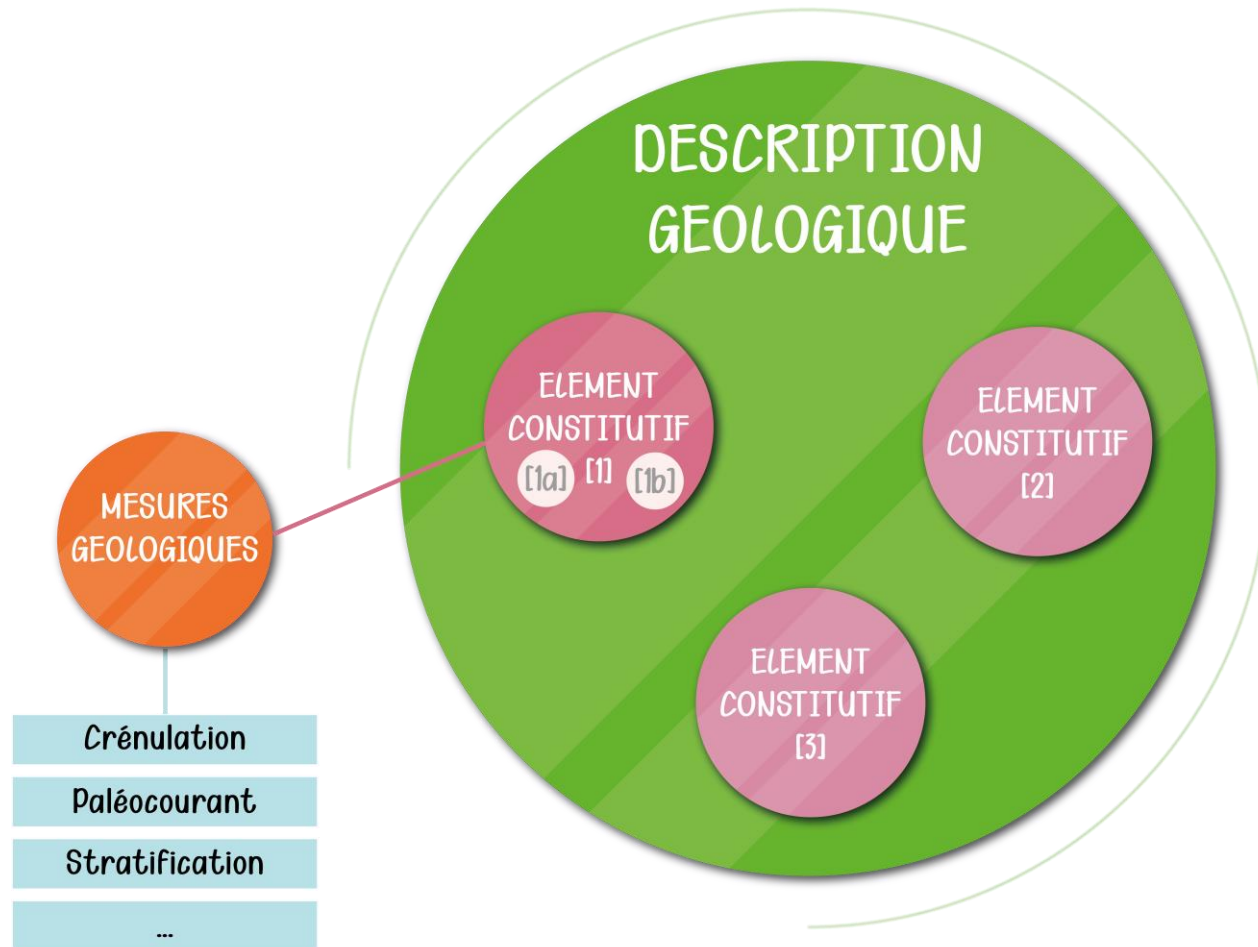 DESCRIPTION
GEOLOGIQUE
ELEMENT
CONSTITUTIF
[1]
[1a]
[1b]
ELEMENT
CONSTITUTIF
[2]
ELEMENT
CONSTITUTIF
[3]
MESURES
GEOLOGIQUES
Crénulation
Paléocourant
Stratification
...